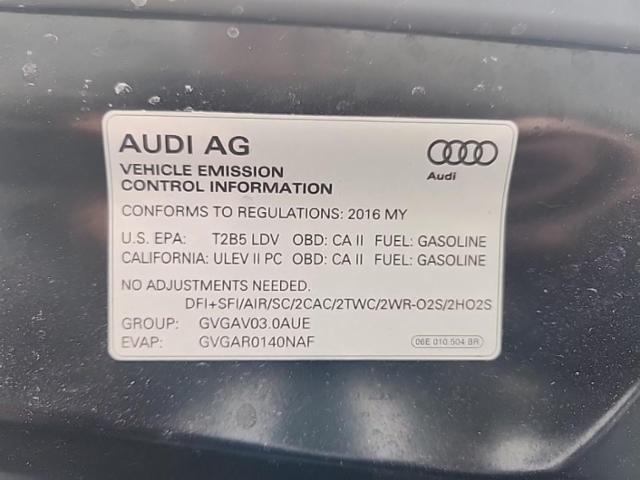 AUDI AG
Audi
VEHICLE EMISSION
CONTROL INFORMATION
CONFORMS TO REGULATIONS: 2016 MY
U.S. EPA: T2B5 LDV OBD: CA II FUEL: GASOLINE
CALIFORNIA: ULEV II PC OBD: CA II FUEL: GASOLINE
NO ADJUSTMENTS NEEDED.
DFI+SFI/AIR/SC/2CAC/2TWC/2WR-O2S/2HO2S
GROUP: GVGAV03.0AUE
EVAP: GVGAR0140NAF
06E 010 504 BR